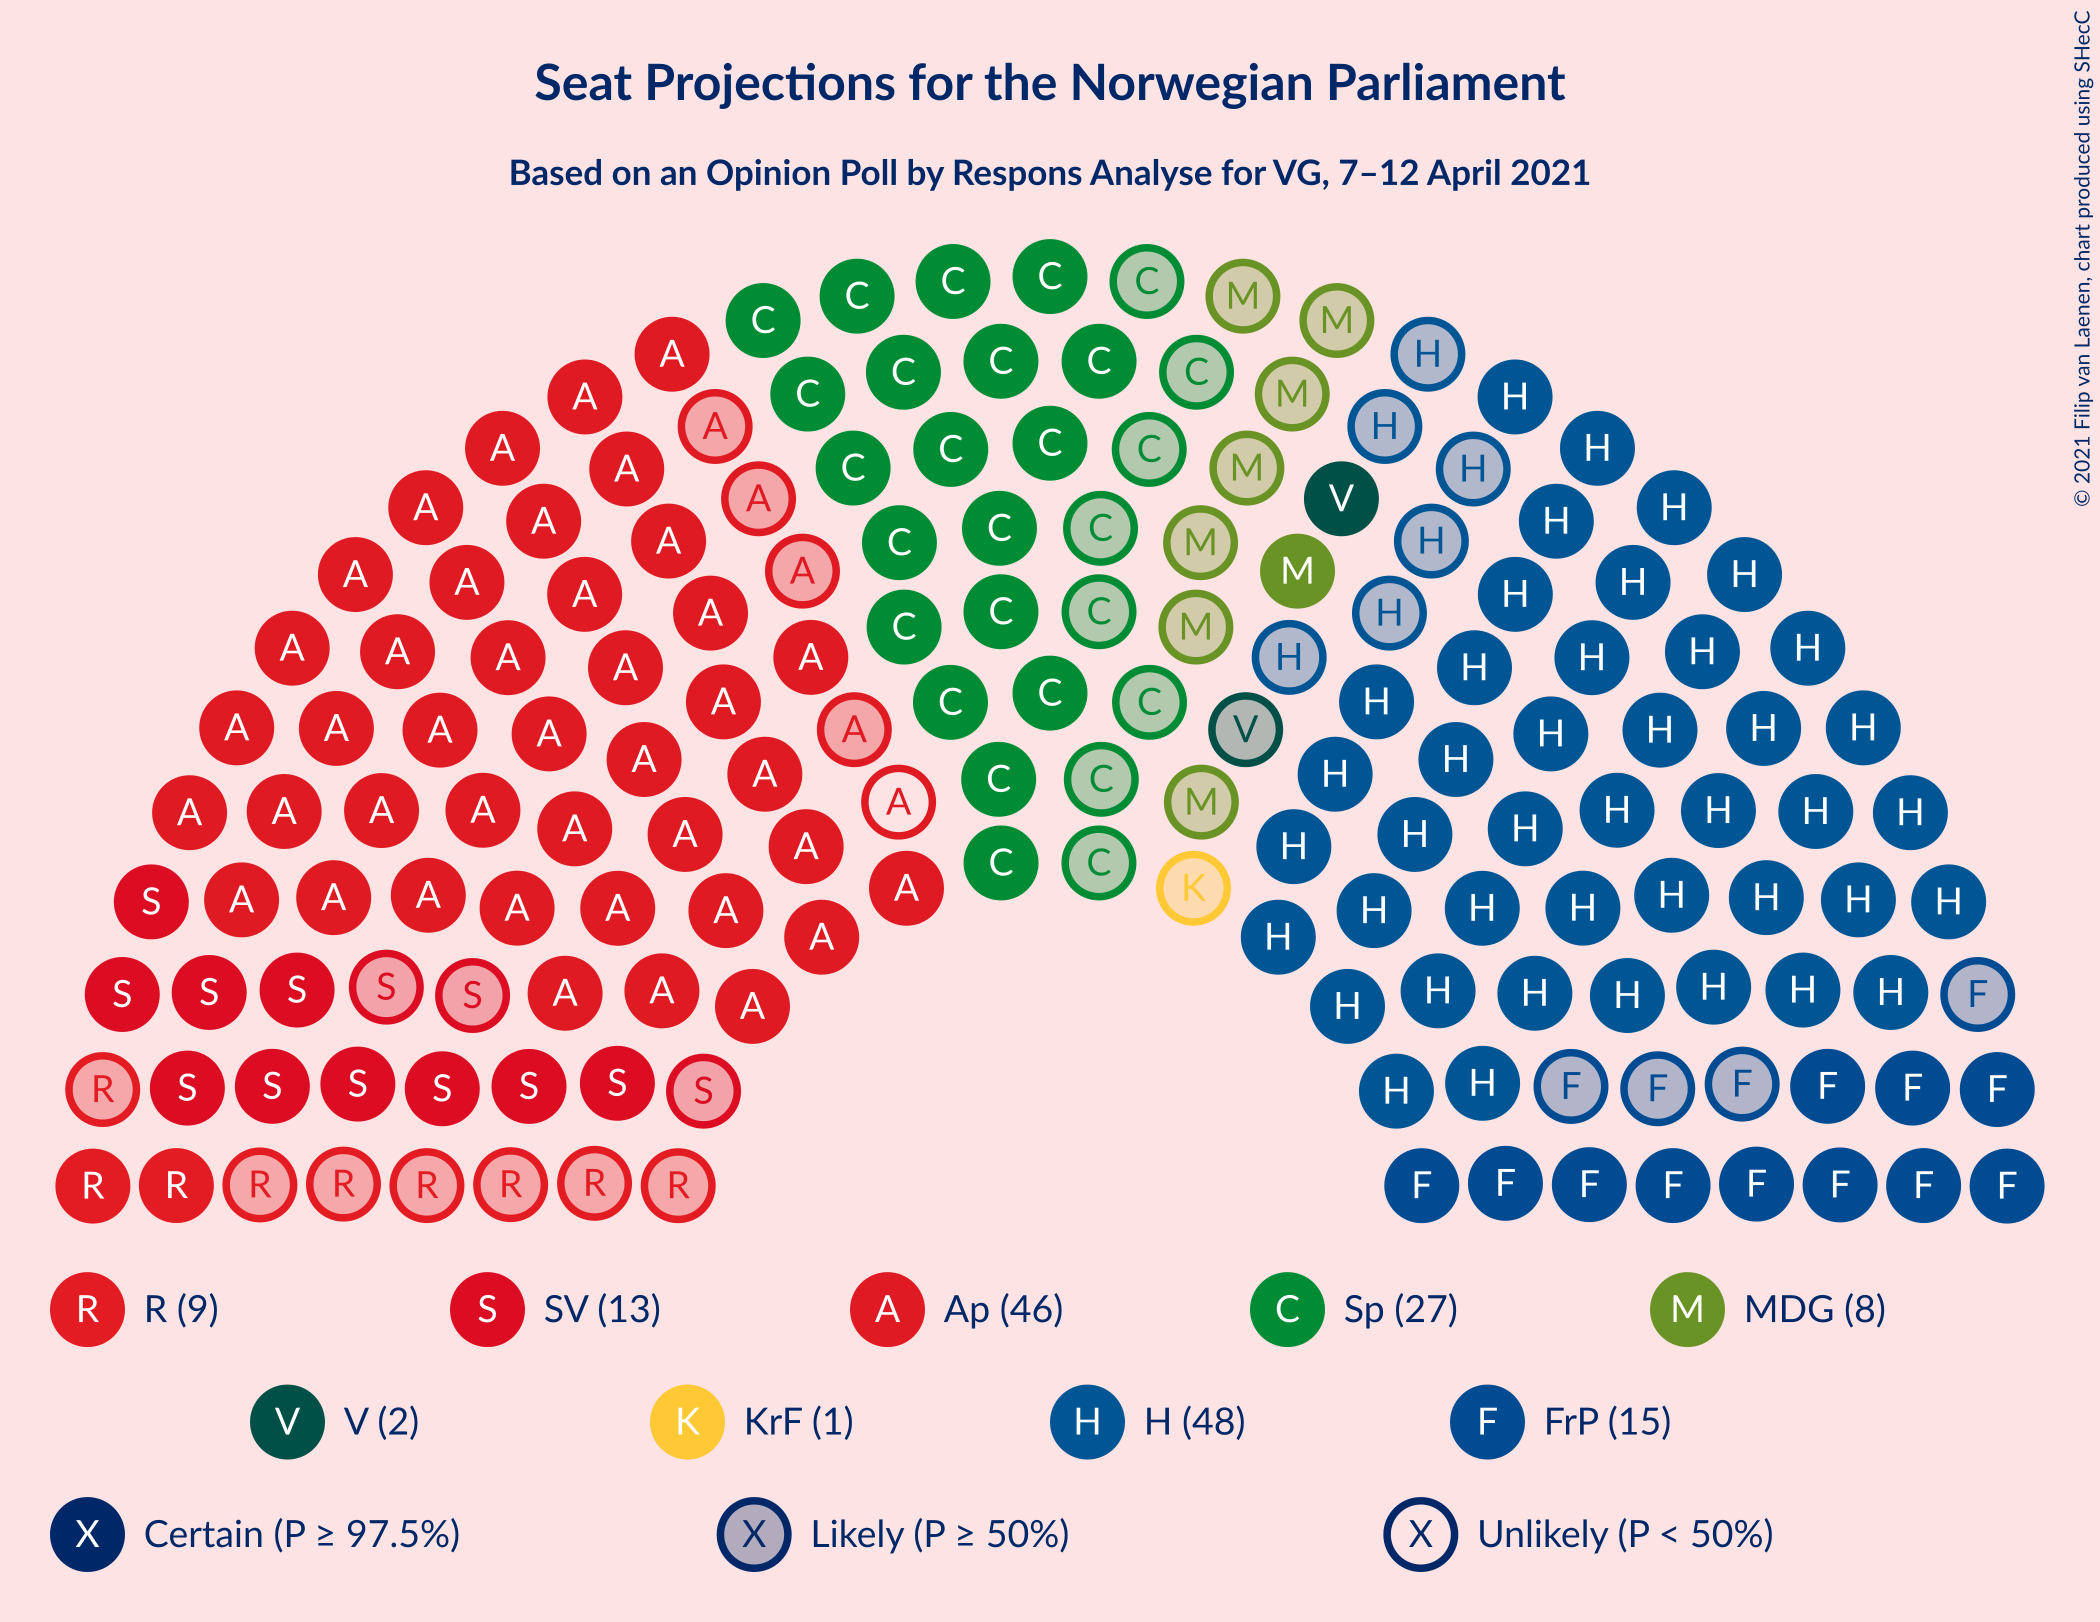 Seat Projections for the Norwegian Parliament
Based on an Opinion Poll by Respons Analyse for VG, 7–12 April 2021
© 2021 Filip van Laenen, chart produced using SHecC
C C C C C M M
A C C C C C M H
A A C C C C M H H
A A A C C C M V H H
A A A A C C C M M H H H
A A A A A C C C V H H H H H
A A A A A A C C M H H H H H
A A A A A A A C C K H H H H H H
S A A A A A A A H H H H H H H H
S S S S S A A A H H H H H H H F
R S S S S S S S H H F F F F F F
R R R R R R R R F F F F F F F F
R R (9) S SV (13) A Ap (46) C Sp (27) M MDG (8)
V V (2) K KrF (1) H H (48) F FrP (15)
X Certain (P ≥ 97.5%) X Likely (P ≥ 50%) X Unlikely (P < 50%)